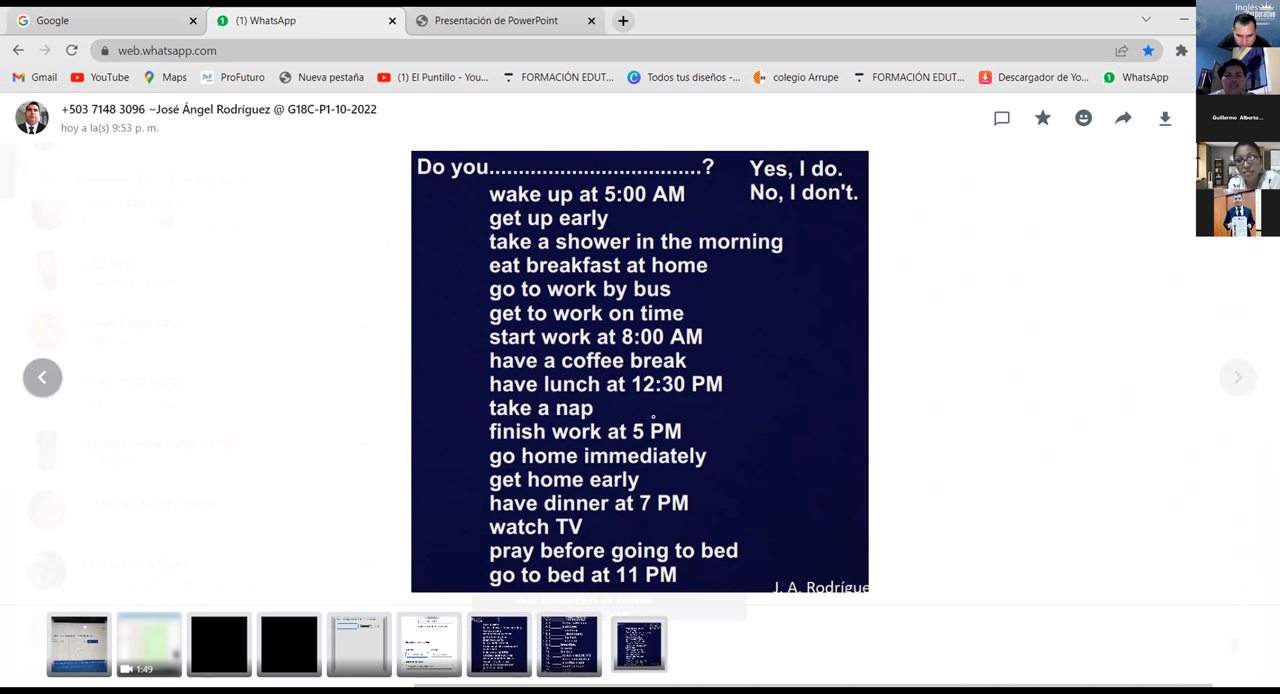 Google
(1) WhatsApp
Presentación de PowerPoint
web.whatsapp.com
Gmail
YouTube
Maps
ProFuturo
Nueva pestaña
(1) El Puntillo - You...
FORMACIÓN EDUT...
Todos tus diseños -...
colegio Arrupe
FORMACIÓN EDUT...
Descargador de Yo...
WhatsApp
Inglés
Corporativo
Guillermo Alberto...
+503 7148 3096 ~José Ángel Rodríguez @ G18C-P1-10-2022
hoy a la(s) 9:53 p. m.
Do you....................................?
Yes, I do.
No, I don't.
wake up at 5:00 AM
get up early
take a shower in the morning
eat breakfast at home
go to work by bus
get to work on time
start work at 8:00 AM
have a coffee break
have lunch at 12:30 PM
take a nap
finish work at 5 PM
go home immediately
get home early
have dinner at 7 PM
watch TV
pray before going to bed
go to bed at 11 PM
J. A. Rodrígue
1:49